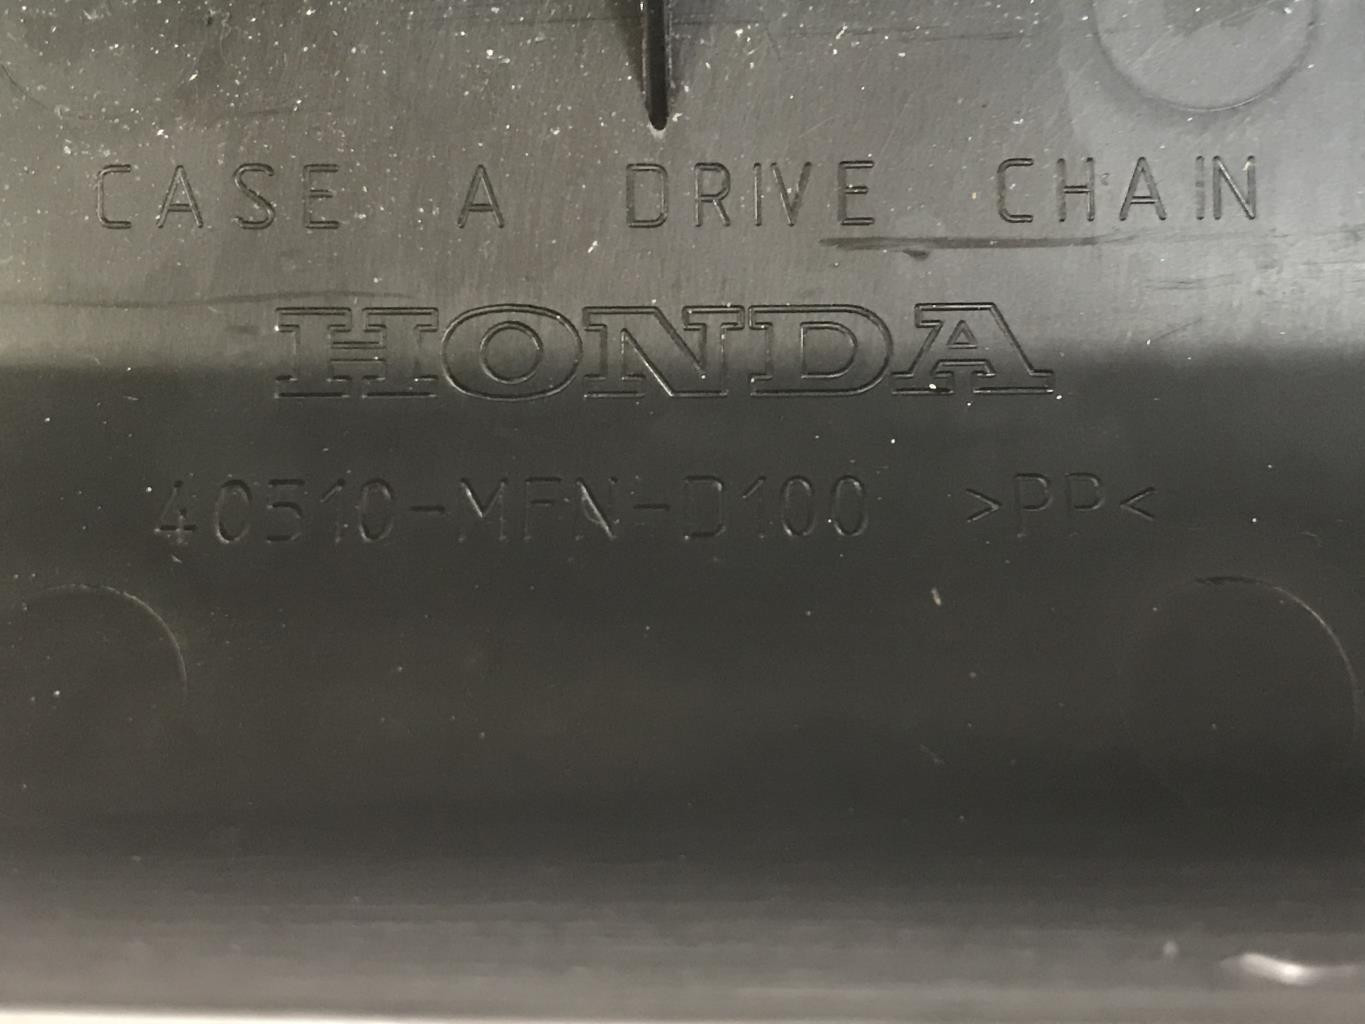 CASE A DRIVE CHAIN
HONDA
40510-MFN-D100 >PP<